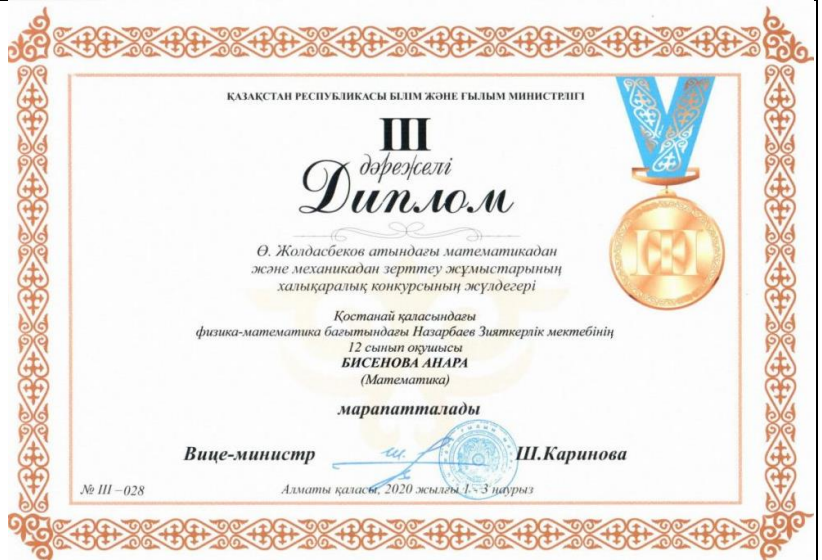 ҚАЗАҚСТАН РЕСПУБЛИКАСЫ БІЛІМ ЖӘНЕ ҒЫЛЫМ МИНИСТРЛІГІ
III
дәрежелі
Диплом
Ө. Жолдасбеков атындағы математикадан
және механикадан зерттеу жұмыстарының
халықаралық конкурсының жүлдегері
Қостанай қаласындағы
физика-математика бағытындағы Назарбаев Зияткерлік мектебінің
12 сынып оқушысы
БИСЕНОВА АНАРА
(Математика)
марапатталады
Вице-министр Ш.Каринова
№ III – 028 Алматы қаласы, 2020 жылғы 1 - 3 наурыз
III